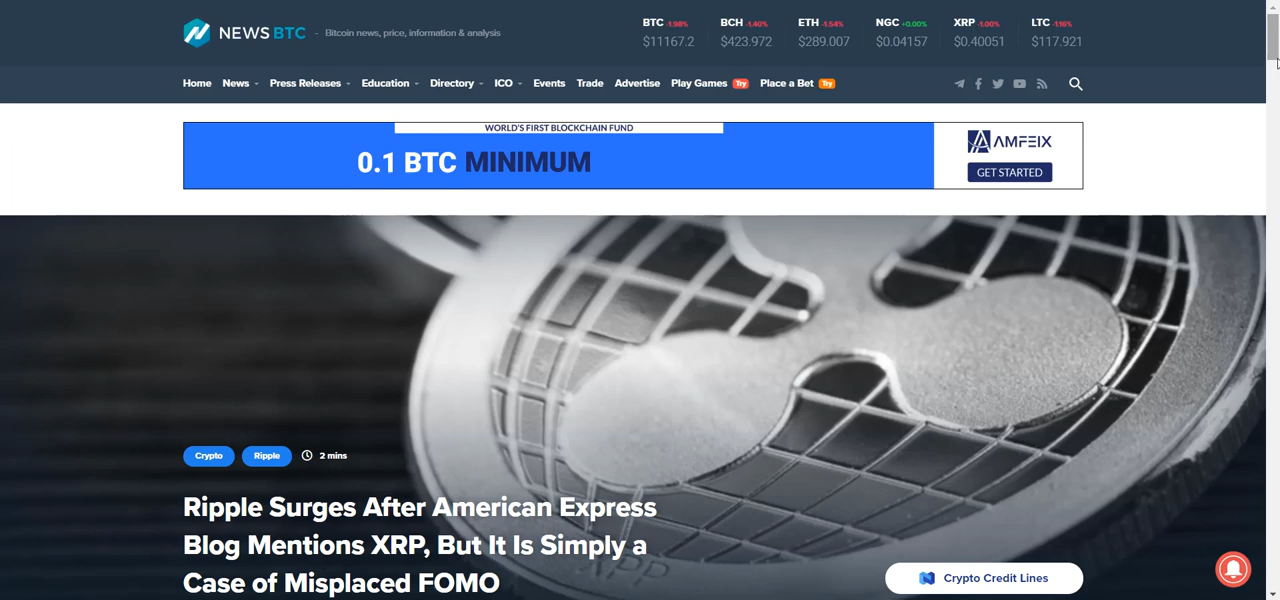 NEWS BTC - Bitcoin news, price, information & analysis
BTC -1.98% BCH -1.40% ETH -1.54% NGC +0.00% XRP -1.00% LTC -1.16%
$11167.2 $423.972 $289.007 $0.04157 $0.40051 $117.921
Home News Press Releases Education Directory ICO Events Trade Advertise Play Games Try Place a Bet Try
WORLD'S FIRST BLOCKCHAIN FUND
0.1 BTC MINIMUM
AMFEIX
GET STARTED
Crypto Ripple 2 mins
Ripple Surges After American Express
Blog Mentions XRP, But It Is Simply a
Case of Misplaced FOMO
XRP
Crypto Credit Lines